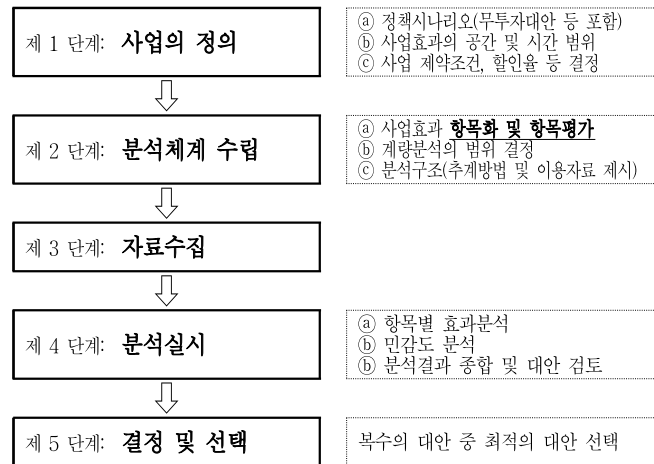 제 1 단계: 사업의 정의
ⓐ 정책시나리오(무투자대안 등 포함)
ⓑ 사업효과의 공간 및 시간 범위
ⓒ 사업 제약조건, 할인율 등 결정
제 2 단계: 분석체계 수립
ⓐ 사업효과 항목화 및 항목평가
ⓑ 계량분석의 범위 결정
ⓒ 분석구조(추계방법 및 이용자료 제시)
제 3 단계: 자료수집
제 4 단계: 분석실시
ⓐ 항목별 효과분석
ⓑ 민감도 분석
ⓑ 분석결과 종합 및 대안 검토
제 5 단계: 결정 및 선택
복수의 대안 중 최적의 대안 선택